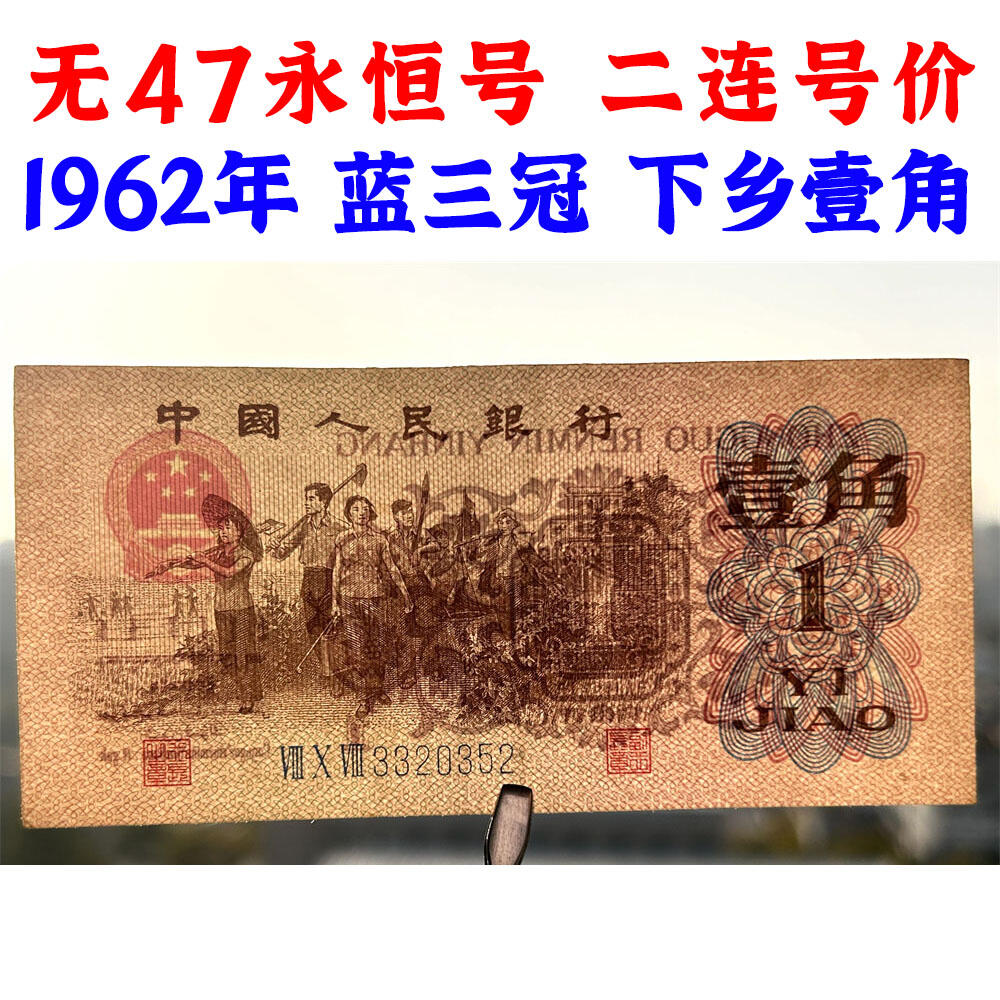 无47永恒号 二连号价
1962年 蓝三冠 下乡壹角
中國人民銀行
壹角
1
YI
JIAO
VIII X VIII 3320352